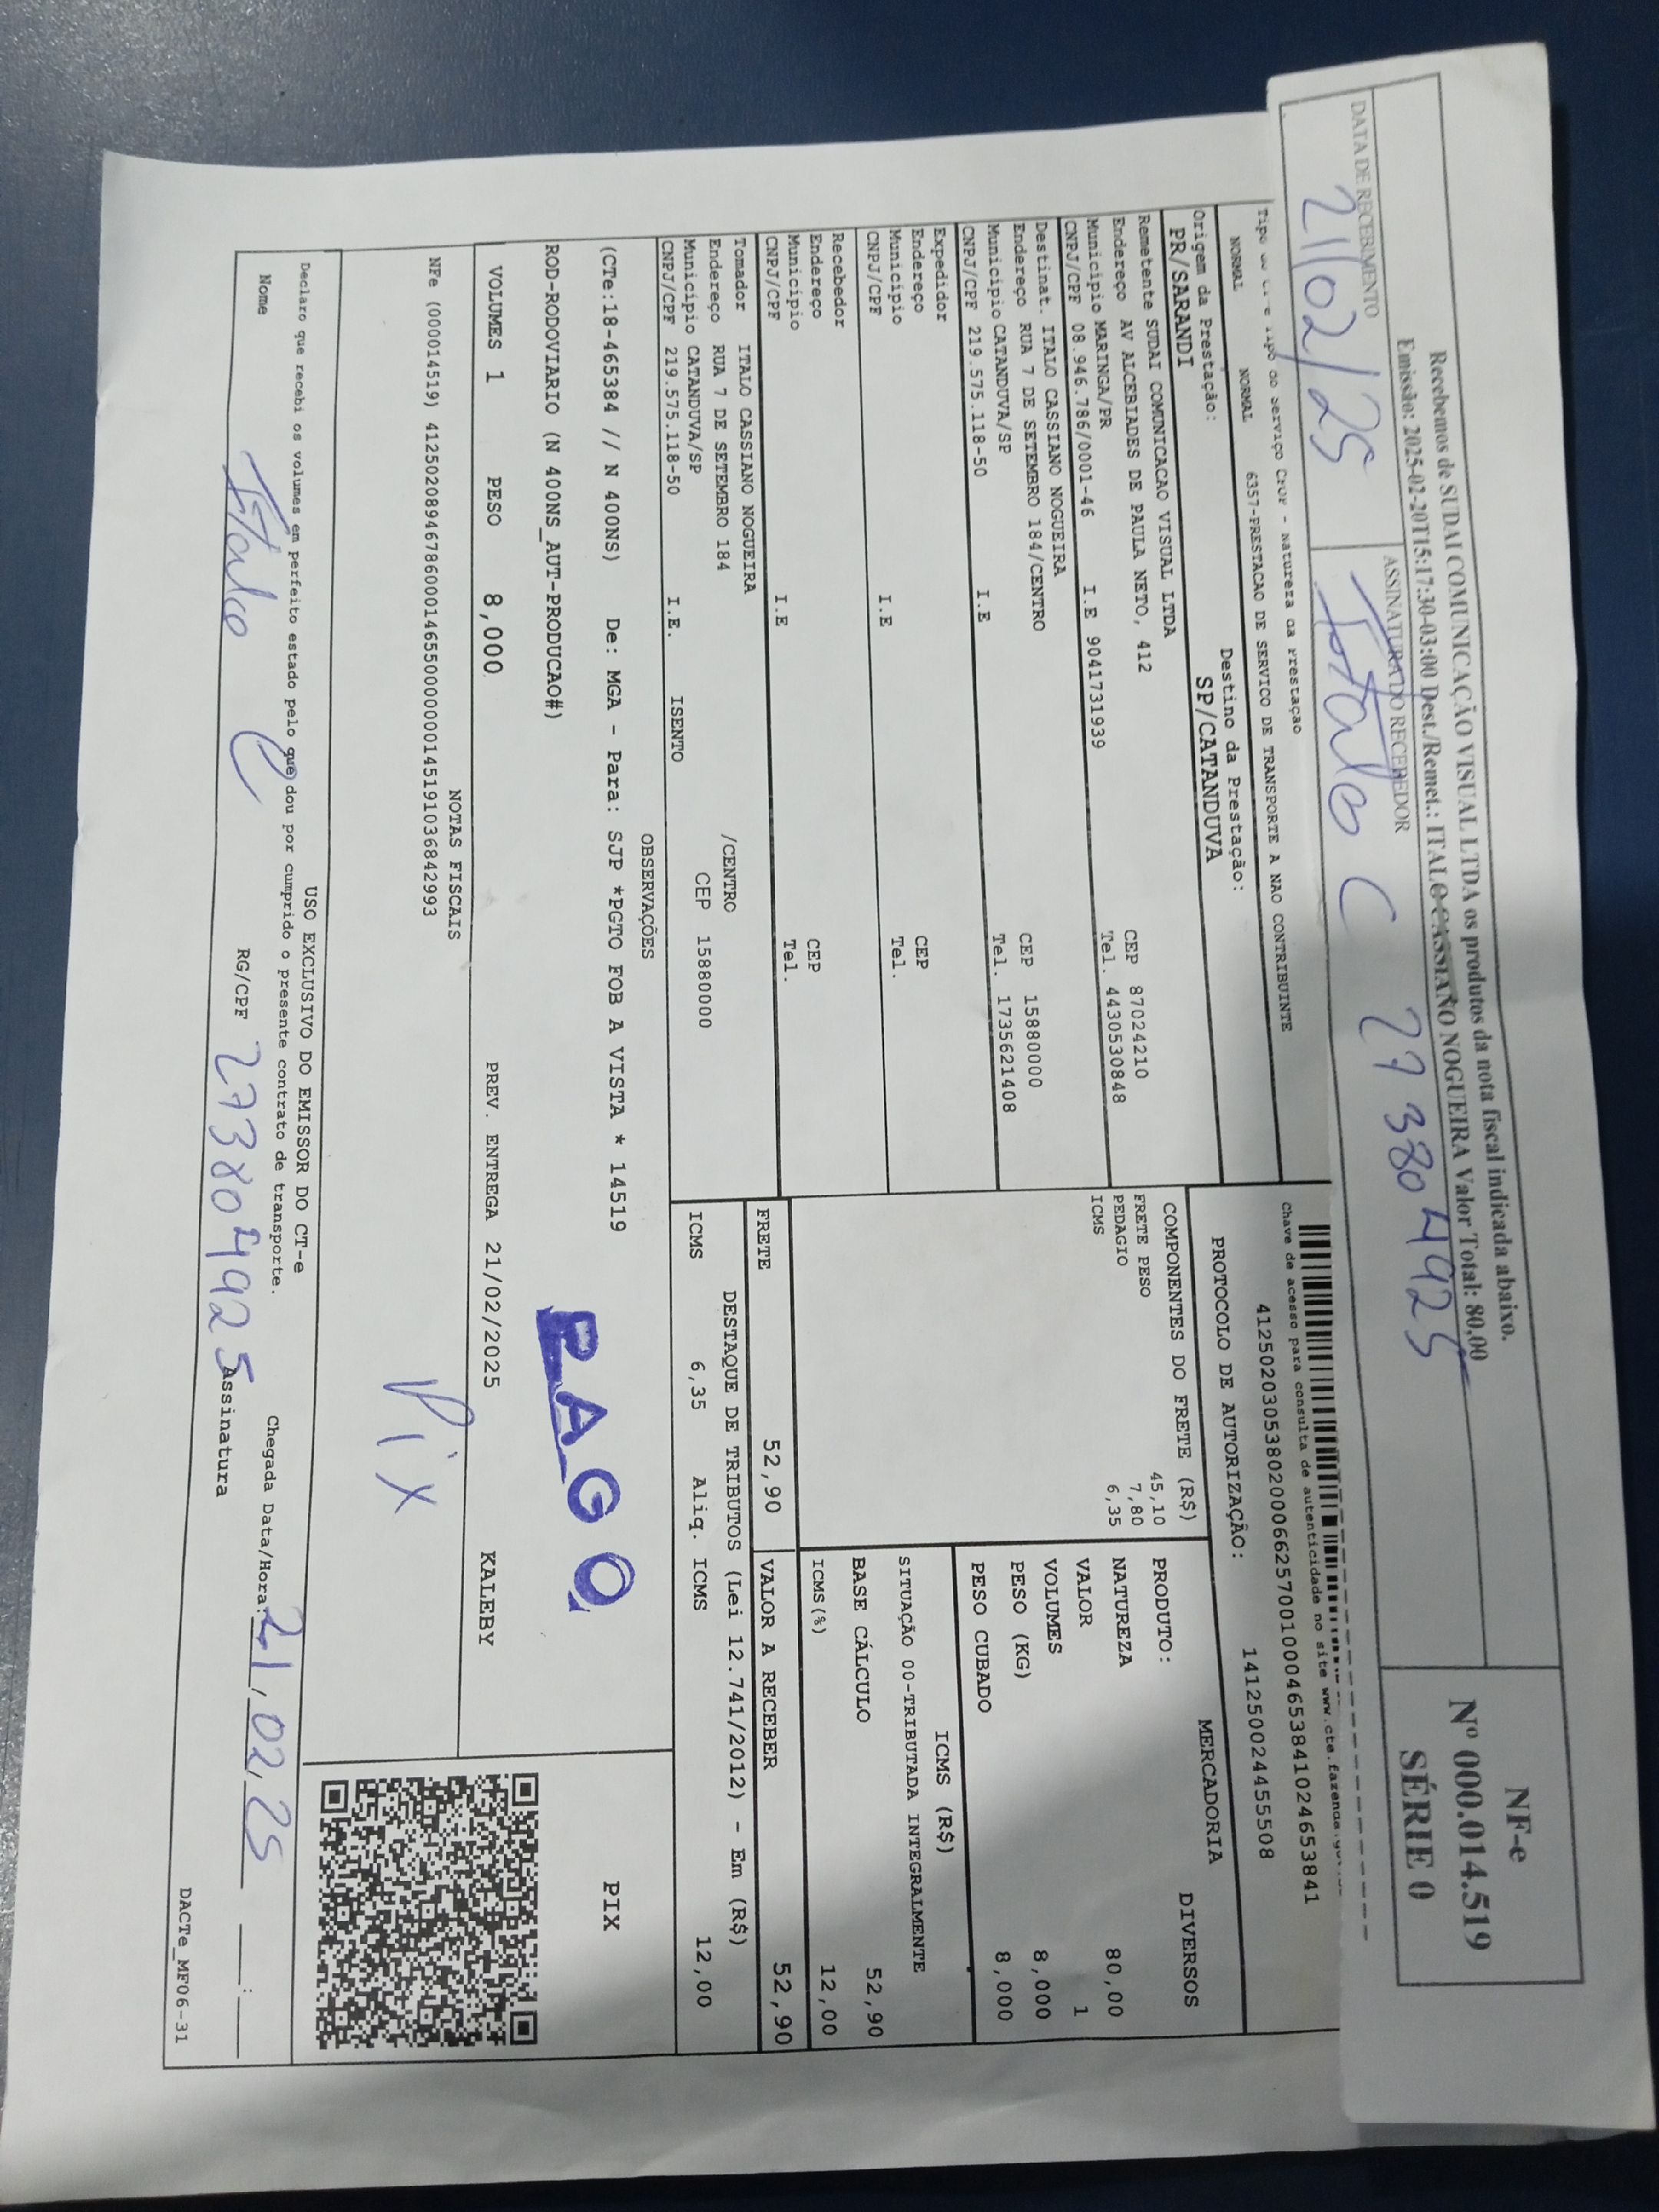 Recebemos de SUDAI COMUNICAÇÃO VISUAL LTDA os produtos da nota fiscal indicada abaixo.
Emissão: 2025-02-20T15:17:30-03:00 Dest./Remet.: ITALO CASSIANO NOGUEIRA Valor Total: 80,00
DATA DE RECEBIMENTO
21/02/25
ASSINATURA DO RECEBEDOR
Italo C 273804925
NF-e
Nº 000.014.519
SÉRIE 0
Tipo do serviço CFOP - Natureza da Prestação
NORMAL NORMAL 6357-PRESTACAO DE SERVICO DE TRANSPORTE A NAO CONTRIBUINTE
Origem da Prestação: Destino da Prestação:
PR/SARANDI SP/CATANDUVA
Remetente SUDAI COMUNICACAO VISUAL LTDA
Endereço AV ALCEBIADES DE PAULA NETO, 412 CEP 87024210
Município MARINGA/PR Tel. 4430530848
CNPJ/CPF 08.946.786/0001-46 I.E 9041731939
Destinat. ITALO CASSIANO NOGUEIRA
Endereço RUA 7 DE SETEMBRO 184/CENTRO CEP 15880000
Município CATANDUVA/SP Tel. 1735621408
CNPJ/CPF 219.575.118-50 I.E
Expedidor
Endereço CEP
Município Tel.
CNPJ/CPF I.E
Recebedor
Endereço CEP
Município Tel.
CNPJ/CPF I.E
Tomador ITALO CASSIANO NOGUEIRA
Endereço RUA 7 DE SETEMBRO 184 /CENTRO
Município CATANDUVA/SP CEP 15880000
CNPJ/CPF 219.575.118-50 I.E. ISENTO
Chave de acesso para consulta de autenticidade no site www.cte.fazenda
41250203053802000662570010004653841024653841
PROTOCOLO DE AUTORIZAÇÃO: 141250024455508
COMPONENTES DO FRETE (R$)
FRETE PESO 45,10
PEDAGIO 7,80
ICMS 6,35
MERCADORIA
PRODUTO: DIVERSOS
NATUREZA
VALOR 80,00
VOLUMES 1
PESO (KG) 8,000
PESO CUBADO 8,000
ICMS (R$)
SITUAÇÃO 00-TRIBUTADA INTEGRALMENTE
BASE CÁLCULO 52,90
ICMS(%) 12,00
FRETE 52,90 VALOR A RECEBER 52,90
DESTAQUE DE TRIBUTOS (Lei 12.741/2012) - Em (R$)
ICMS 6,35 Aliq. ICMS 12,00
OBSERVAÇÕES
(CTe:18-465384 // N 400NS) De: MGA - Para: SJP *PGTO FOB A VISTA * 14519
ROD-RODOVIARIO (N 400NS_AUT-PRODUCAO#)
PAGO
PIX
VOLUMES 1 PESO 8,000 PREV. ENTREGA 21/02/2025 KALEBY
NOTAS FISCAIS
NFe (000014519) 41250208946786000146550000000145191036842993
Pix
USO EXCLUSIVO DO EMISSOR DO CT-e
Declaro que recebi os volumes em perfeito estado pelo que dou por cumprido o presente contrato de transporte.
Chegada Data/Hora: 21/02/25 :
Nome Italo C RG/CPF 273804925 Assinatura
DACTe_MF06-31